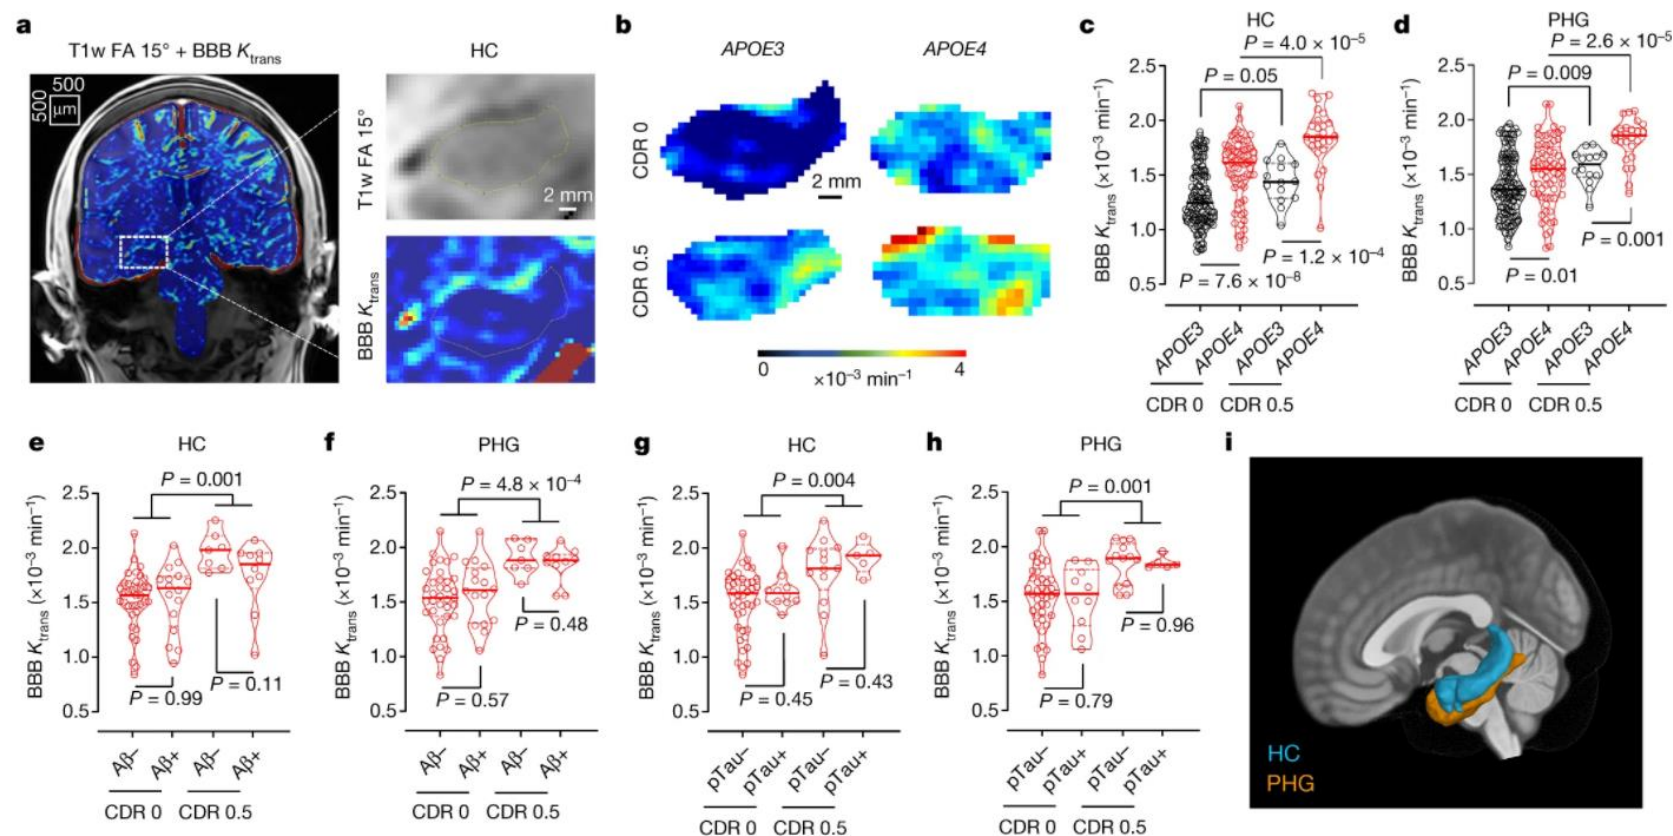 a
T1w FA 15° + BBB Ktrans
500
500
μm
HC
T1w FA 15°
2 mm
BBB Ktrans
b
APOE3
APOE4
CDR 0
2 mm
CDR 0.5
0
4
×10−3 min−1
c
HC
P = 4.0 × 10−5
P = 0.05
BBB Ktrans (×10−3 min−1)
2.5
2.0
1.5
1.0
0.5
P = 1.2 × 10−4
P = 7.6 × 10−8
APOE3
APOE4
APOE3
APOE4
CDR 0
CDR 0.5
d
PHG
P = 2.6 × 10−5
P = 0.009
BBB Ktrans (×10−3 min−1)
2.5
2.0
1.5
1.0
0.5
P = 0.001
P = 0.01
APOE3
APOE4
APOE3
APOE4
CDR 0
CDR 0.5
e
HC
P = 0.001
BBB Ktrans (×10−3 min−1)
2.5
2.0
1.5
1.0
0.5
P = 0.11
P = 0.99
Aβ−
Aβ+
Aβ−
Aβ+
CDR 0
CDR 0.5
f
PHG
P = 4.8 × 10−4
BBB Ktrans (×10−3 min−1)
2.5
2.0
1.5
1.0
0.5
P = 0.48
P = 0.57
Aβ−
Aβ+
Aβ−
Aβ+
CDR 0
CDR 0.5
g
HC
P = 0.004
BBB Ktrans (×10−3 min−1)
2.5
2.0
1.5
1.0
0.5
P = 0.43
P = 0.45
pTau−
pTau+
pTau−
pTau+
CDR 0
CDR 0.5
h
PHG
P = 0.001
BBB Ktrans (×10−3 min−1)
2.5
2.0
1.5
1.0
0.5
P = 0.96
P = 0.79
pTau−
pTau+
pTau−
pTau+
CDR 0
CDR 0.5
i
HC
PHG